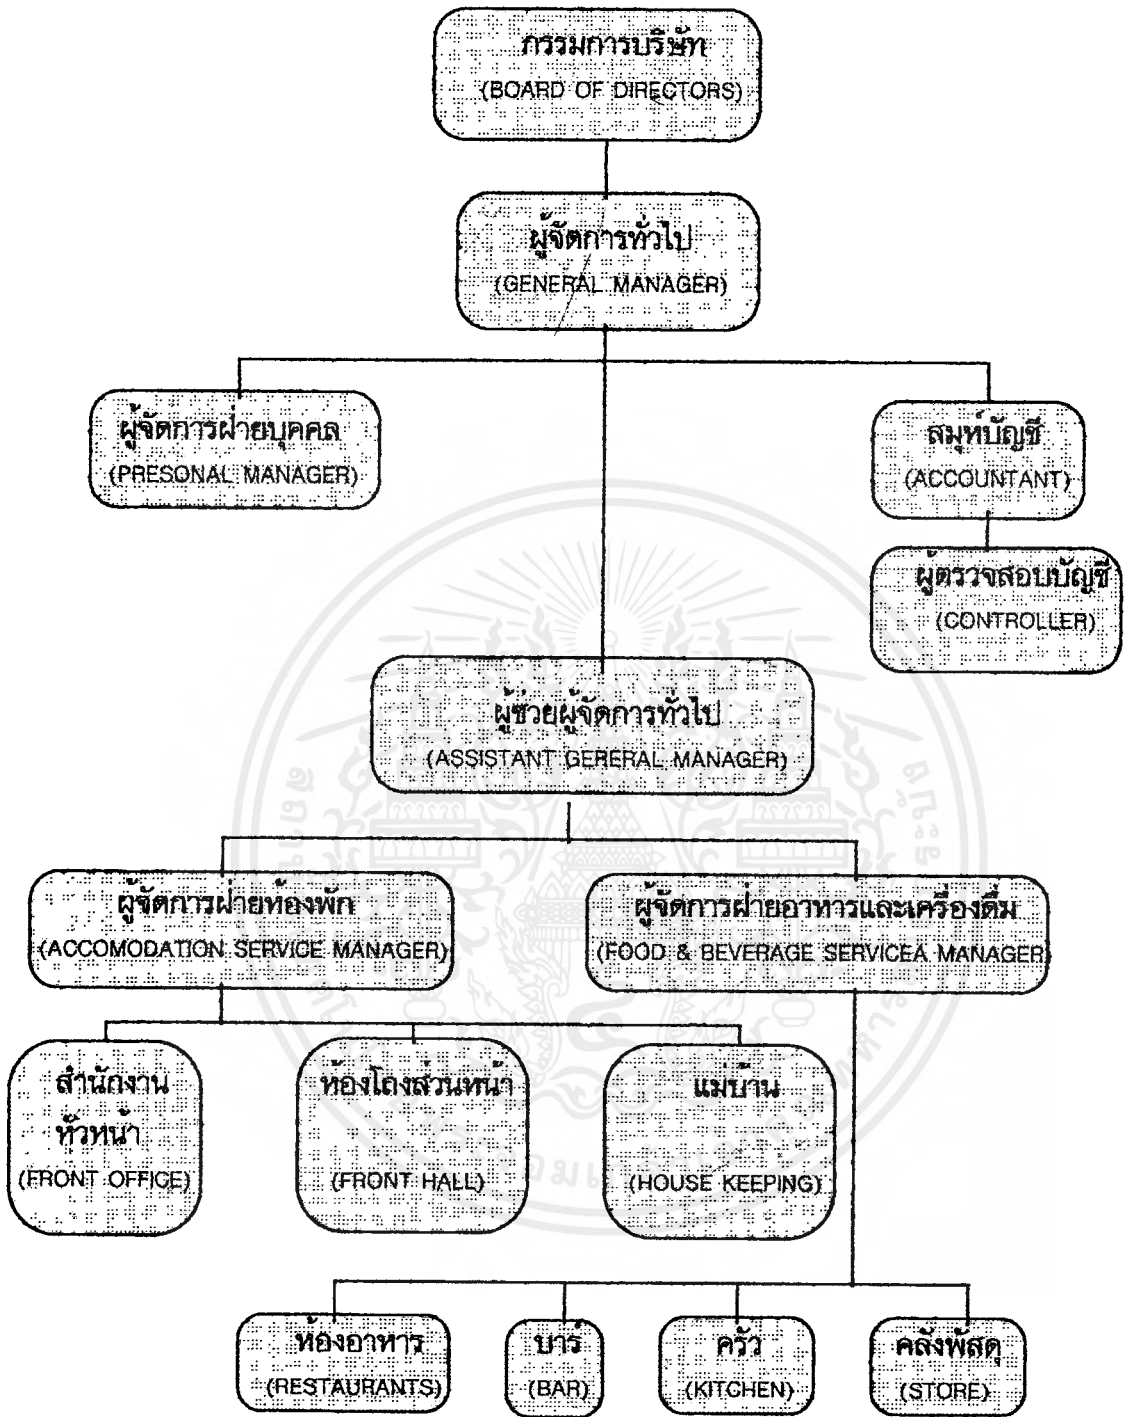 กรรมการบริษัท
(BOARD OF DIRECTORS)
ผู้จัดการทั่วไป
(GENERAL MANAGER)
ผู้จัดการฝ่ายบุคคล
(PRESONAL MANAGER)
สมุห์บัญชี
(ACCOUNTANT)
ผู้ตรวจสอบบัญชี
(CONTROLLER)
ผู้ช่วยผู้จัดการทั่วไป
(ASSISTANT GERERAL MANAGER)
ผู้จัดการฝ่ายห้องพัก
(ACCOMODATION SERVICE MANAGER)
ผู้จัดการฝ่ายอาหารและเครื่องดื่ม
(FOOD & BEVERAGE SERVICEA MANAGER)
สำนักงาน
หัวหน้า
(FRONT OFFICE)
ห้องโถงส่วนหน้า
(FRONT HALL)
แม่บ้าน
(HOUSE KEEPING)
ห้องอาหาร
(RESTAURANTS)
บาร์
(BAR)
ครัว
(KITCHEN)
คลังพัสดุ
(STORE)